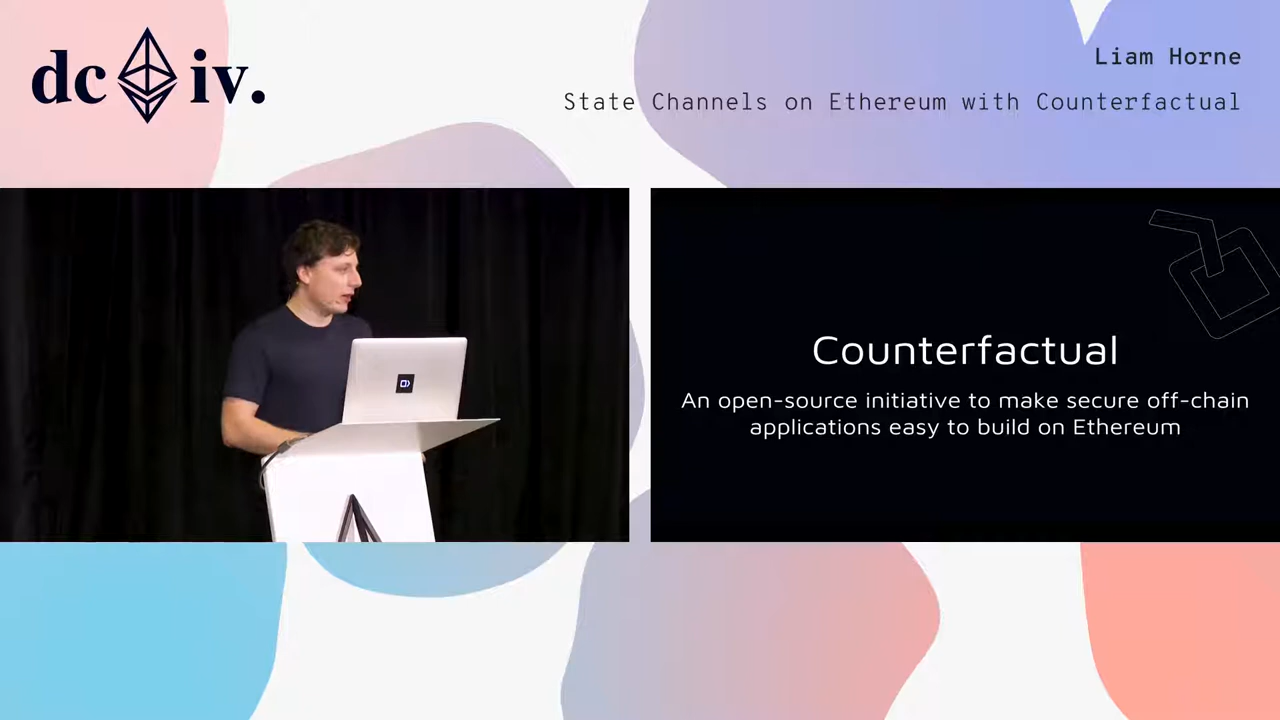 dc iv.
Liam Horne
State Channels on Ethereum with Counterfactual
Counterfactual
An open-source initiative to make secure off-chain
applications easy to build on Ethereum